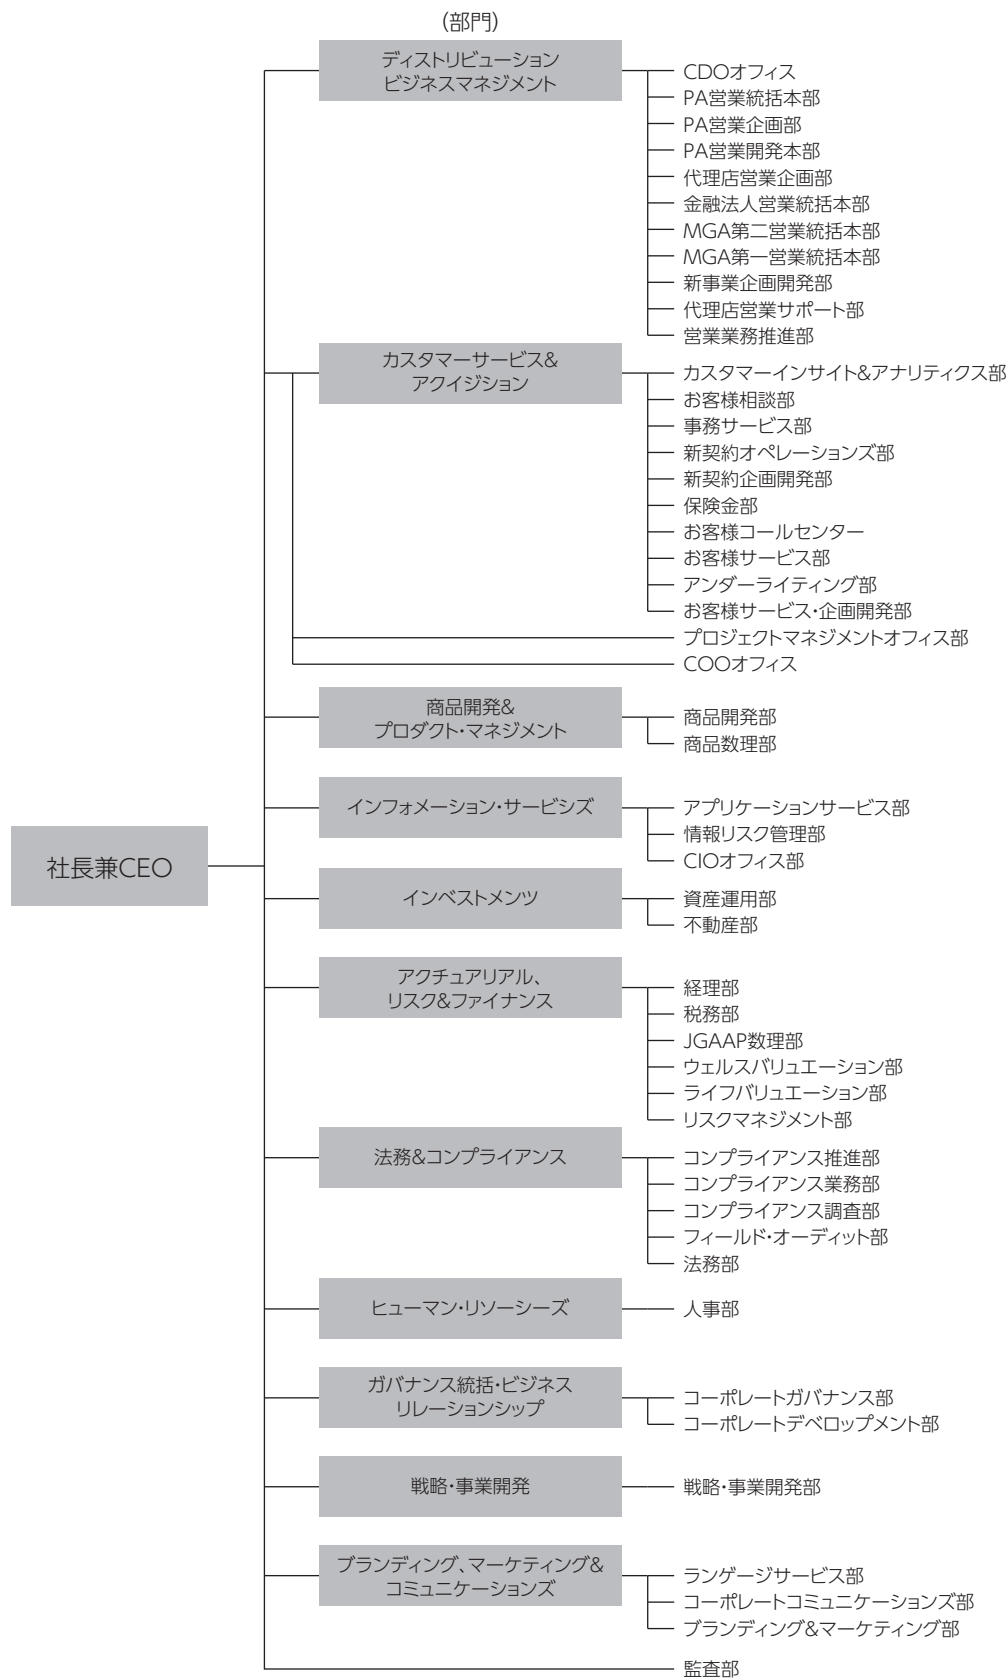 (部門)
ディストリビューション
ビジネスマネジメント
CDOオフィス
PA営業統括本部
PA営業企画部
PA営業開発本部
代理店営業企画部
金融法人営業統括本部
MGA第二営業統括本部
MGA第一営業統括本部
新事業企画開発部
代理店営業サポート部
営業業務推進部
カスタマーサービス&
アクイジション
カスタマーインサイト&アナリティクス部
お客様相談部
事務サービス部
新契約オペレーションズ部
新契約企画開発部
保険金部
お客様コールセンター
お客様サービス部
アンダーライティング部
お客様サービス・企画開発部
プロジェクトマネジメントオフィス部
COOオフィス
商品開発&
プロダクト・マネジメント
商品開発部
商品数理部
インフォメーション・サービシズ
アプリケーションサービス部
情報リスク管理部
CIOオフィス部
社長兼CEO
インベストメンツ
資産運用部
不動産部
アクチュアリアル、
リスク&ファイナンス
経理部
税務部
JGAAP数理部
ウェルスバリュエーション部
ライフバリュエーション部
リスクマネジメント部
法務&コンプライアンス
コンプライアンス推進部
コンプライアンス業務部
コンプライアンス調査部
フィールド・オーディット部
法務部
ヒューマン・リソーシーズ
人事部
ガバナンス統括・ビジネス
リレーションシップ
コーポレートガバナンス部
コーポレートデベロップメント部
戦略・事業開発
戦略・事業開発部
ブランディング、マーケティング&
コミュニケーションズ
ランゲージサービス部
コーポレートコミュニケーションズ部
ブランディング&マーケティング部
監査部